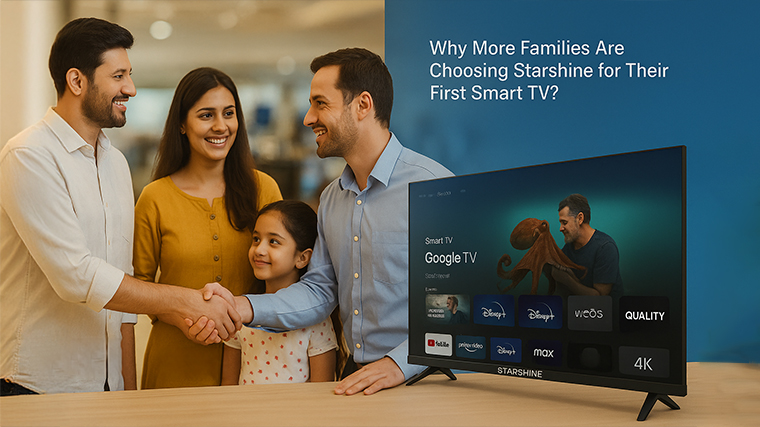 Why More Families Are
Choosing Starshine for Their
First Smart TV?
Smart TV
Google TV
Disney+
Disney+
QUALITY
prime video
Disney+
max
4K
STARSHINE